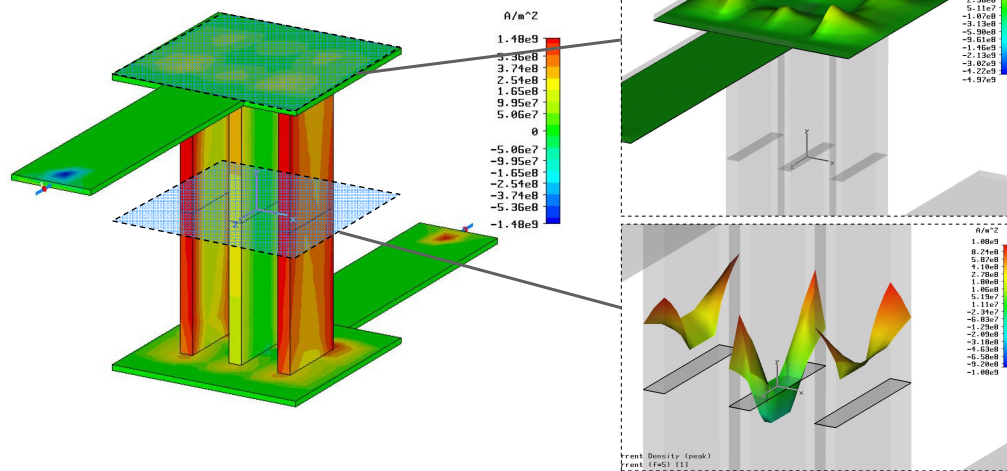 A/m^2
1.48e9
5.36e8
3.74e8
2.54e8
1.65e8
9.95e7
5.06e7
0
-5.06e7
-9.95e7
-1.65e8
-2.54e8
-3.74e8
-5.36e8
-1.48e9
z
x
5.11e7
-1.07e8
-3.13e8
-5.90e8
-9.61e8
-1.46e9
-2.13e9
-3.02e9
-4.22e9
-4.97e9
y
x
A/m^2
1.08e9
8.24e8
5.87e8
4.10e8
2.78e8
1.80e8
1.06e8
5.19e7
1.11e7
-2.34e7
-6.83e7
-1.29e8
-2.09e8
-3.18e8
-4.63e8
-6.58e8
-9.20e8
-1.08e9
y
x
rrent Density (peak)
rrent (f=5) [1]